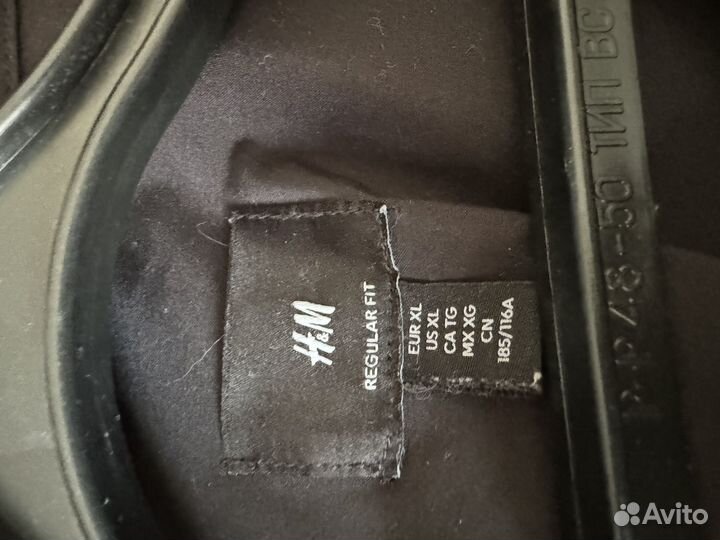 H&M
REGULAR FIT
EUR XL
US XL
CA TG
MX XG
CN
185/116A
48-50 ТИП ВС
Avito